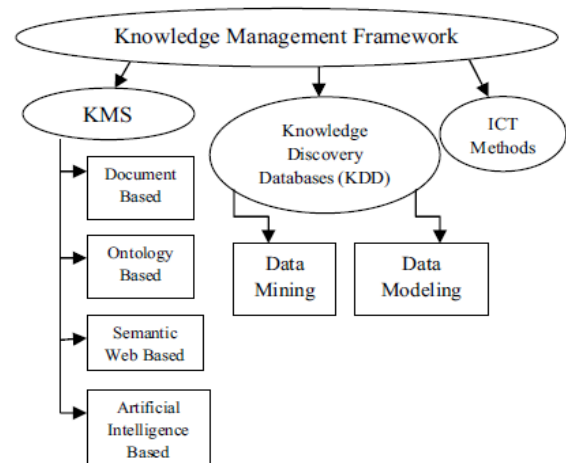 Knowledge Management Framework
KMS
Document
Based
Ontology
Based
Semantic
Web Based
Artificial
Intelligence
Based
Knowledge
Discovery
Databases (KDD)
Data
Mining
Data
Modeling
ICT
Methods